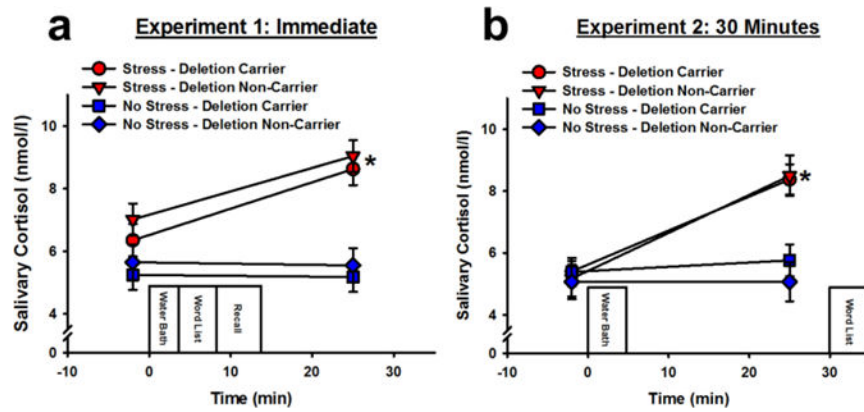 a
Experiment 1: Immediate
Stress - Deletion Carrier
Stress - Deletion Non-Carrier
No Stress - Deletion Carrier
No Stress - Deletion Non-Carrier
10
8
6
4
0
Salivary Cortisol (nmol/l)
*
Water Bath
Word List
Recall
-10 0 10 20 30
Time (min)
b
Experiment 2: 30 Minutes
Stress - Deletion Carrier
Stress - Deletion Non-Carrier
No Stress - Deletion Carrier
No Stress - Deletion Non-Carrier
10
8
6
4
0
Salivary Cortisol (nmol/l)
*
Water Bath
Word List
-10 0 10 20 30
Time (min)